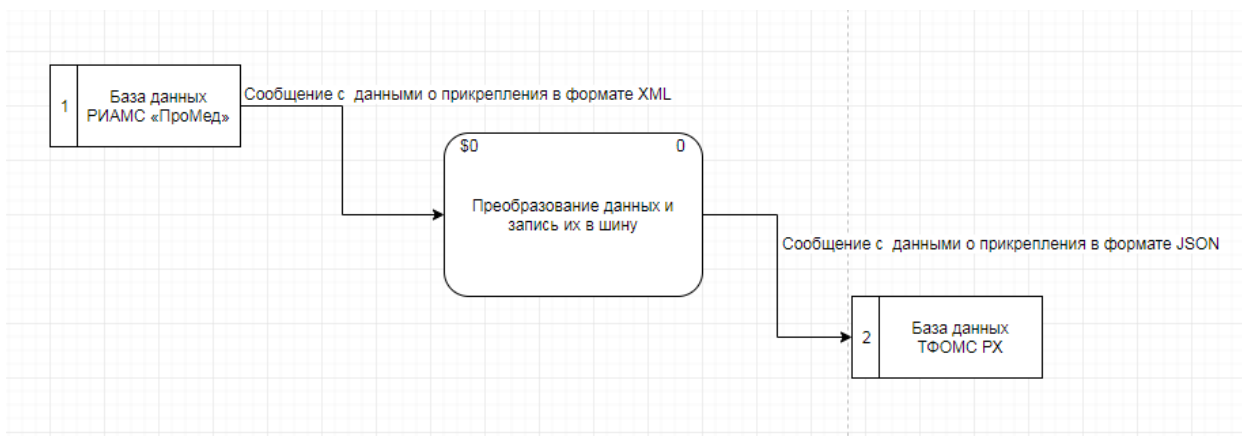 1
База данных
РИАМС «ПроМед»
Сообщение с данными о прикрепления в формате XML
$0
0
Преобразование данных и
запись их в шину
Сообщение с данными о прикрепления в формате JSON
2
База данных
ТФОМС РХ